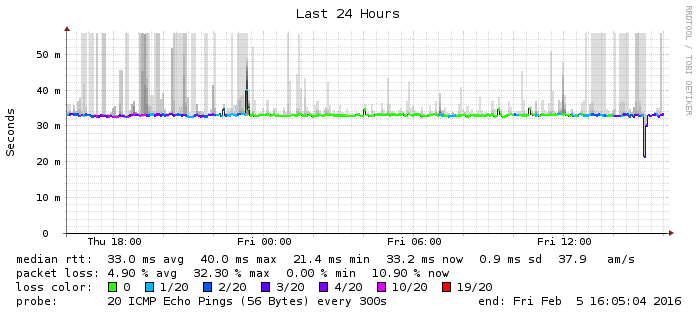 Last 24 Hours
RRDTOOL / TOBI OETIKER
Seconds
50 m
40 m
30 m
20 m
10 m
0
Thu 18:00 Fri 00:00 Fri 06:00 Fri 12:00
median rtt: 33.0 ms avg 40.0 ms max 21.4 ms min 33.2 ms now 0.9 ms sd 37.9 am/s
packet loss: 4.90 % avg 32.30 % max 0.00 % min 10.90 % now
loss color: 0 1/20 2/20 3/20 4/20 10/20 19/20
probe: 20 ICMP Echo Pings (56 Bytes) every 300s end: Fri Feb 5 16:05:04 2016